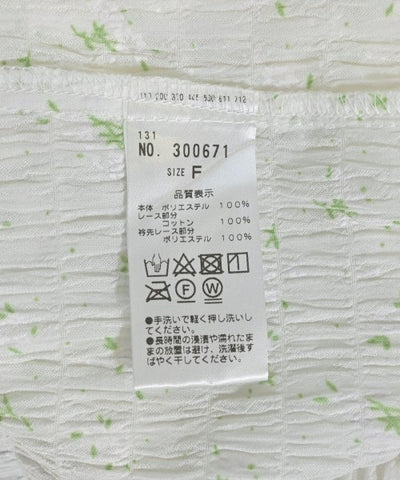 131
NO. 300671
SIZE F
品質表示
本体 ポリエステル 100%
レース部分
コットン 100%
衿先レース部分
ポリエステル 100%
F W
●手洗いで軽く押し洗いし
てください。
●長時間の浸漬や濡れたま
まの放置は避け、洗濯後す
ばやく干してください。